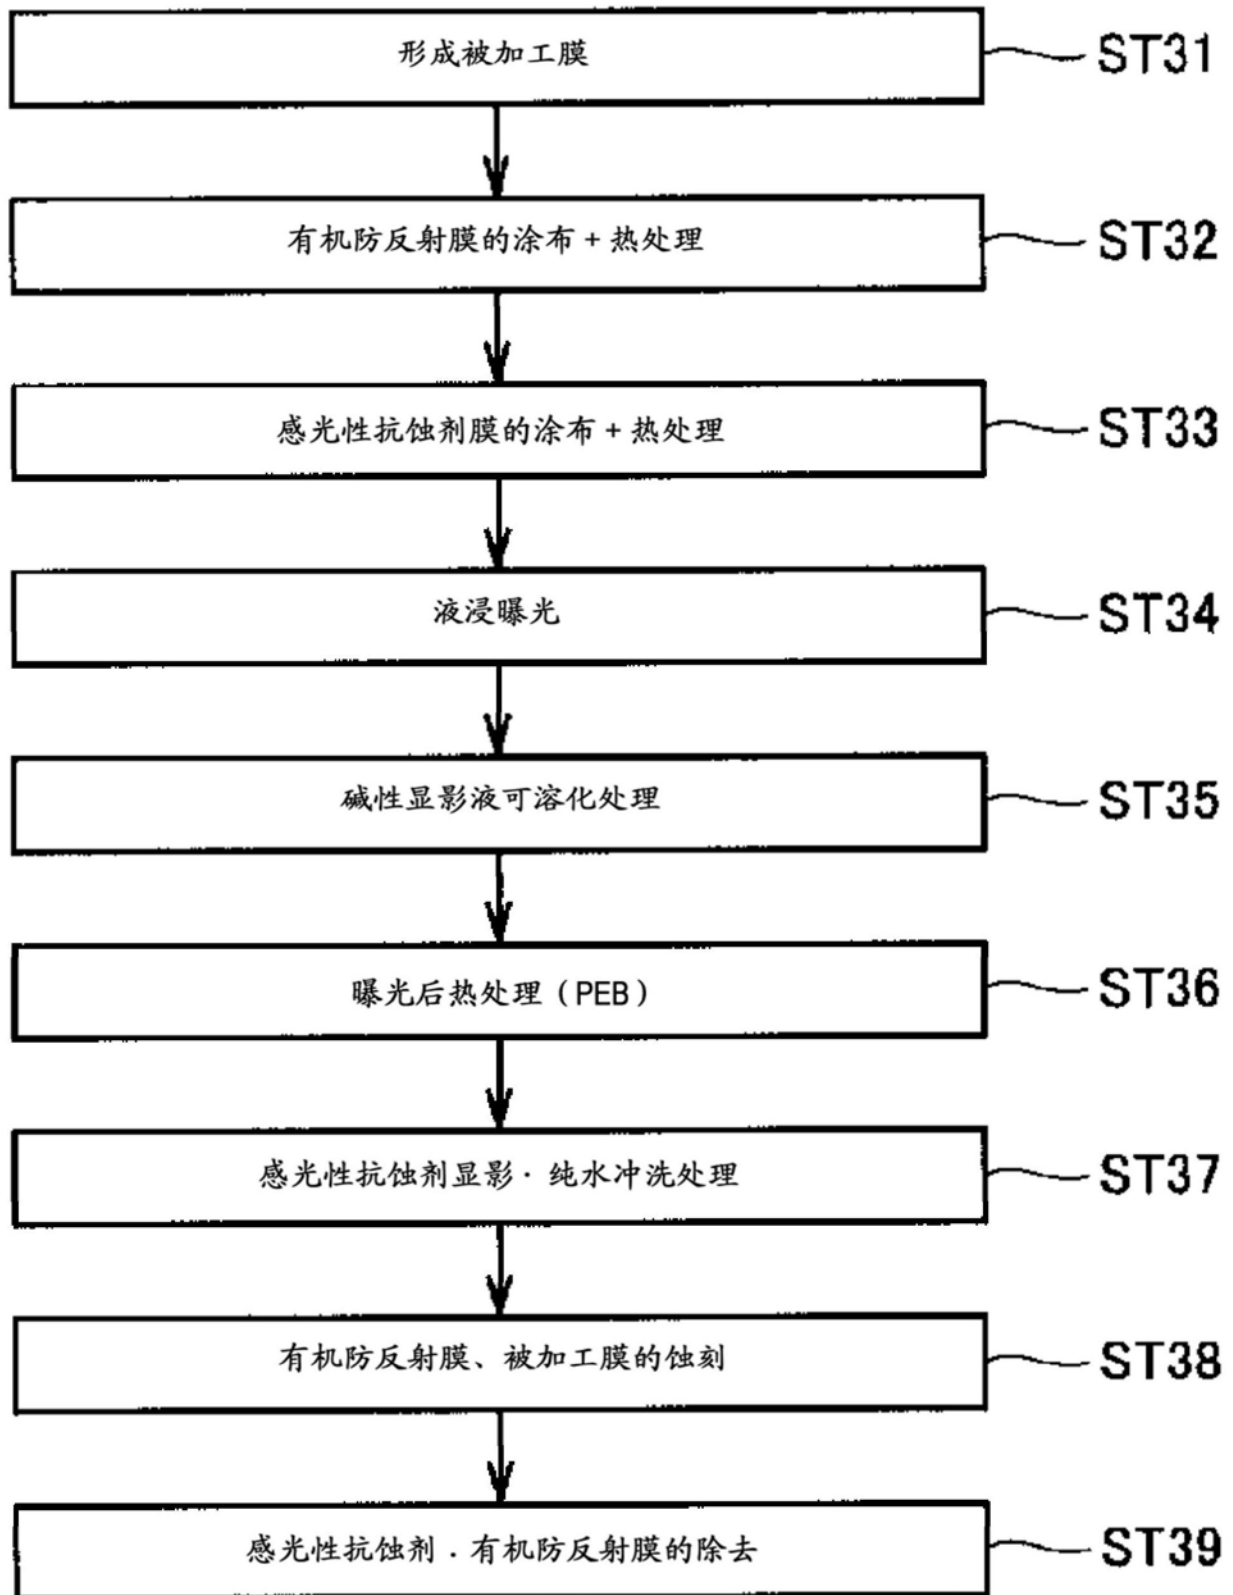 形成被加工膜 ST31
有机防反射膜的涂布 + 热处理 ST32
感光性抗蚀剂膜的涂布 + 热处理 ST33
液浸曝光 ST34
碱性显影液可溶化处理 ST35
曝光后热处理（PEB） ST36
感光性抗蚀剂显影· 纯水冲洗处理 ST37
有机防反射膜、被加工膜的蚀刻 ST38
感光性抗蚀剂 . 有机防反射膜的除去 ST39